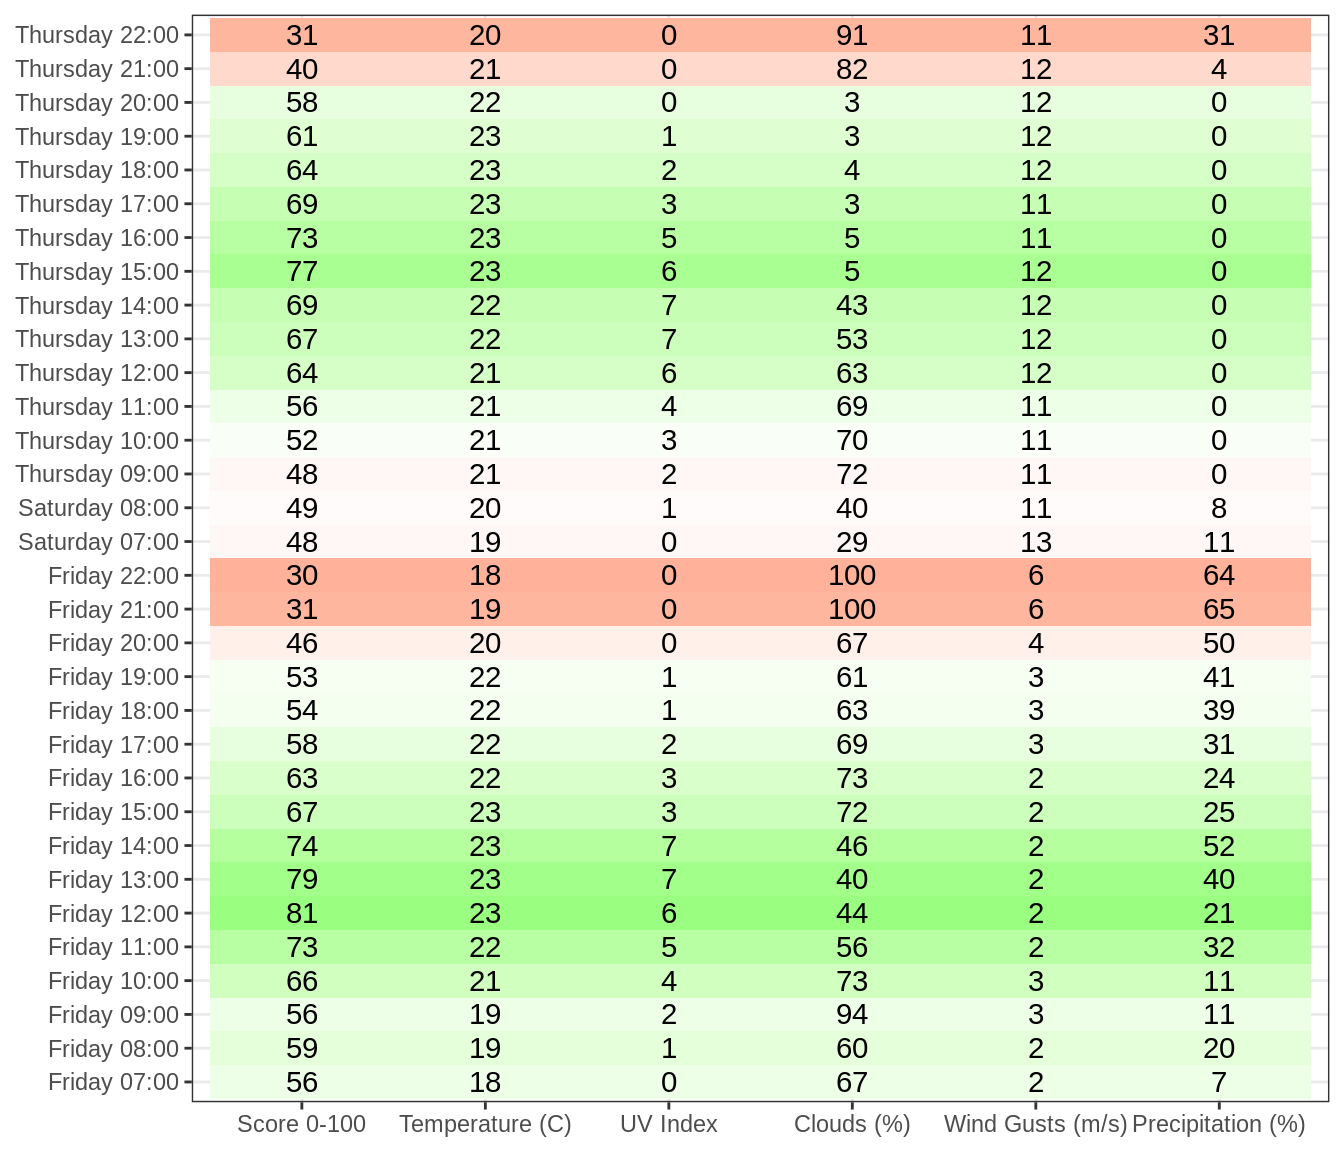 Thursday 22:00 31 20 0 91 11 31
Thursday 21:00 40 21 0 82 12 4
Thursday 20:00 58 22 0 3 12 0
Thursday 19:00 61 23 1 3 12 0
Thursday 18:00 64 23 2 4 12 0
Thursday 17:00 69 23 3 3 11 0
Thursday 16:00 73 23 5 5 11 0
Thursday 15:00 77 23 6 5 12 0
Thursday 14:00 69 22 7 43 12 0
Thursday 13:00 67 22 7 53 12 0
Thursday 12:00 64 21 6 63 12 0
Thursday 11:00 56 21 4 69 11 0
Thursday 10:00 52 21 3 70 11 0
Thursday 09:00 48 21 2 72 11 0
Saturday 08:00 49 20 1 40 11 8
Saturday 07:00 48 19 0 29 13 11
Friday 22:00 30 18 0 100 6 64
Friday 21:00 31 19 0 100 6 65
Friday 20:00 46 20 0 67 4 50
Friday 19:00 53 22 1 61 3 41
Friday 18:00 54 22 1 63 3 39
Friday 17:00 58 22 2 69 3 31
Friday 16:00 63 22 3 73 2 24
Friday 15:00 67 23 3 72 2 25
Friday 14:00 74 23 7 46 2 52
Friday 13:00 79 23 7 40 2 40
Friday 12:00 81 23 6 44 2 21
Friday 11:00 73 22 5 56 2 32
Friday 10:00 66 21 4 73 3 11
Friday 09:00 56 19 2 94 3 11
Friday 08:00 59 19 1 60 2 20
Friday 07:00 56 18 0 67 2 7
Score 0-100 Temperature (C) UV Index Clouds (%) Wind Gusts (m/s) Precipitation (%)